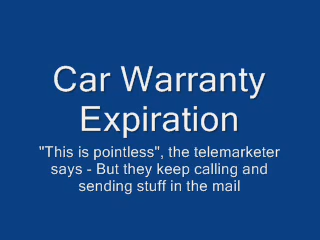 Car Warranty
Expiration
"This is pointless", the telemarketer
says - But they keep calling and
sending stuff in the mail